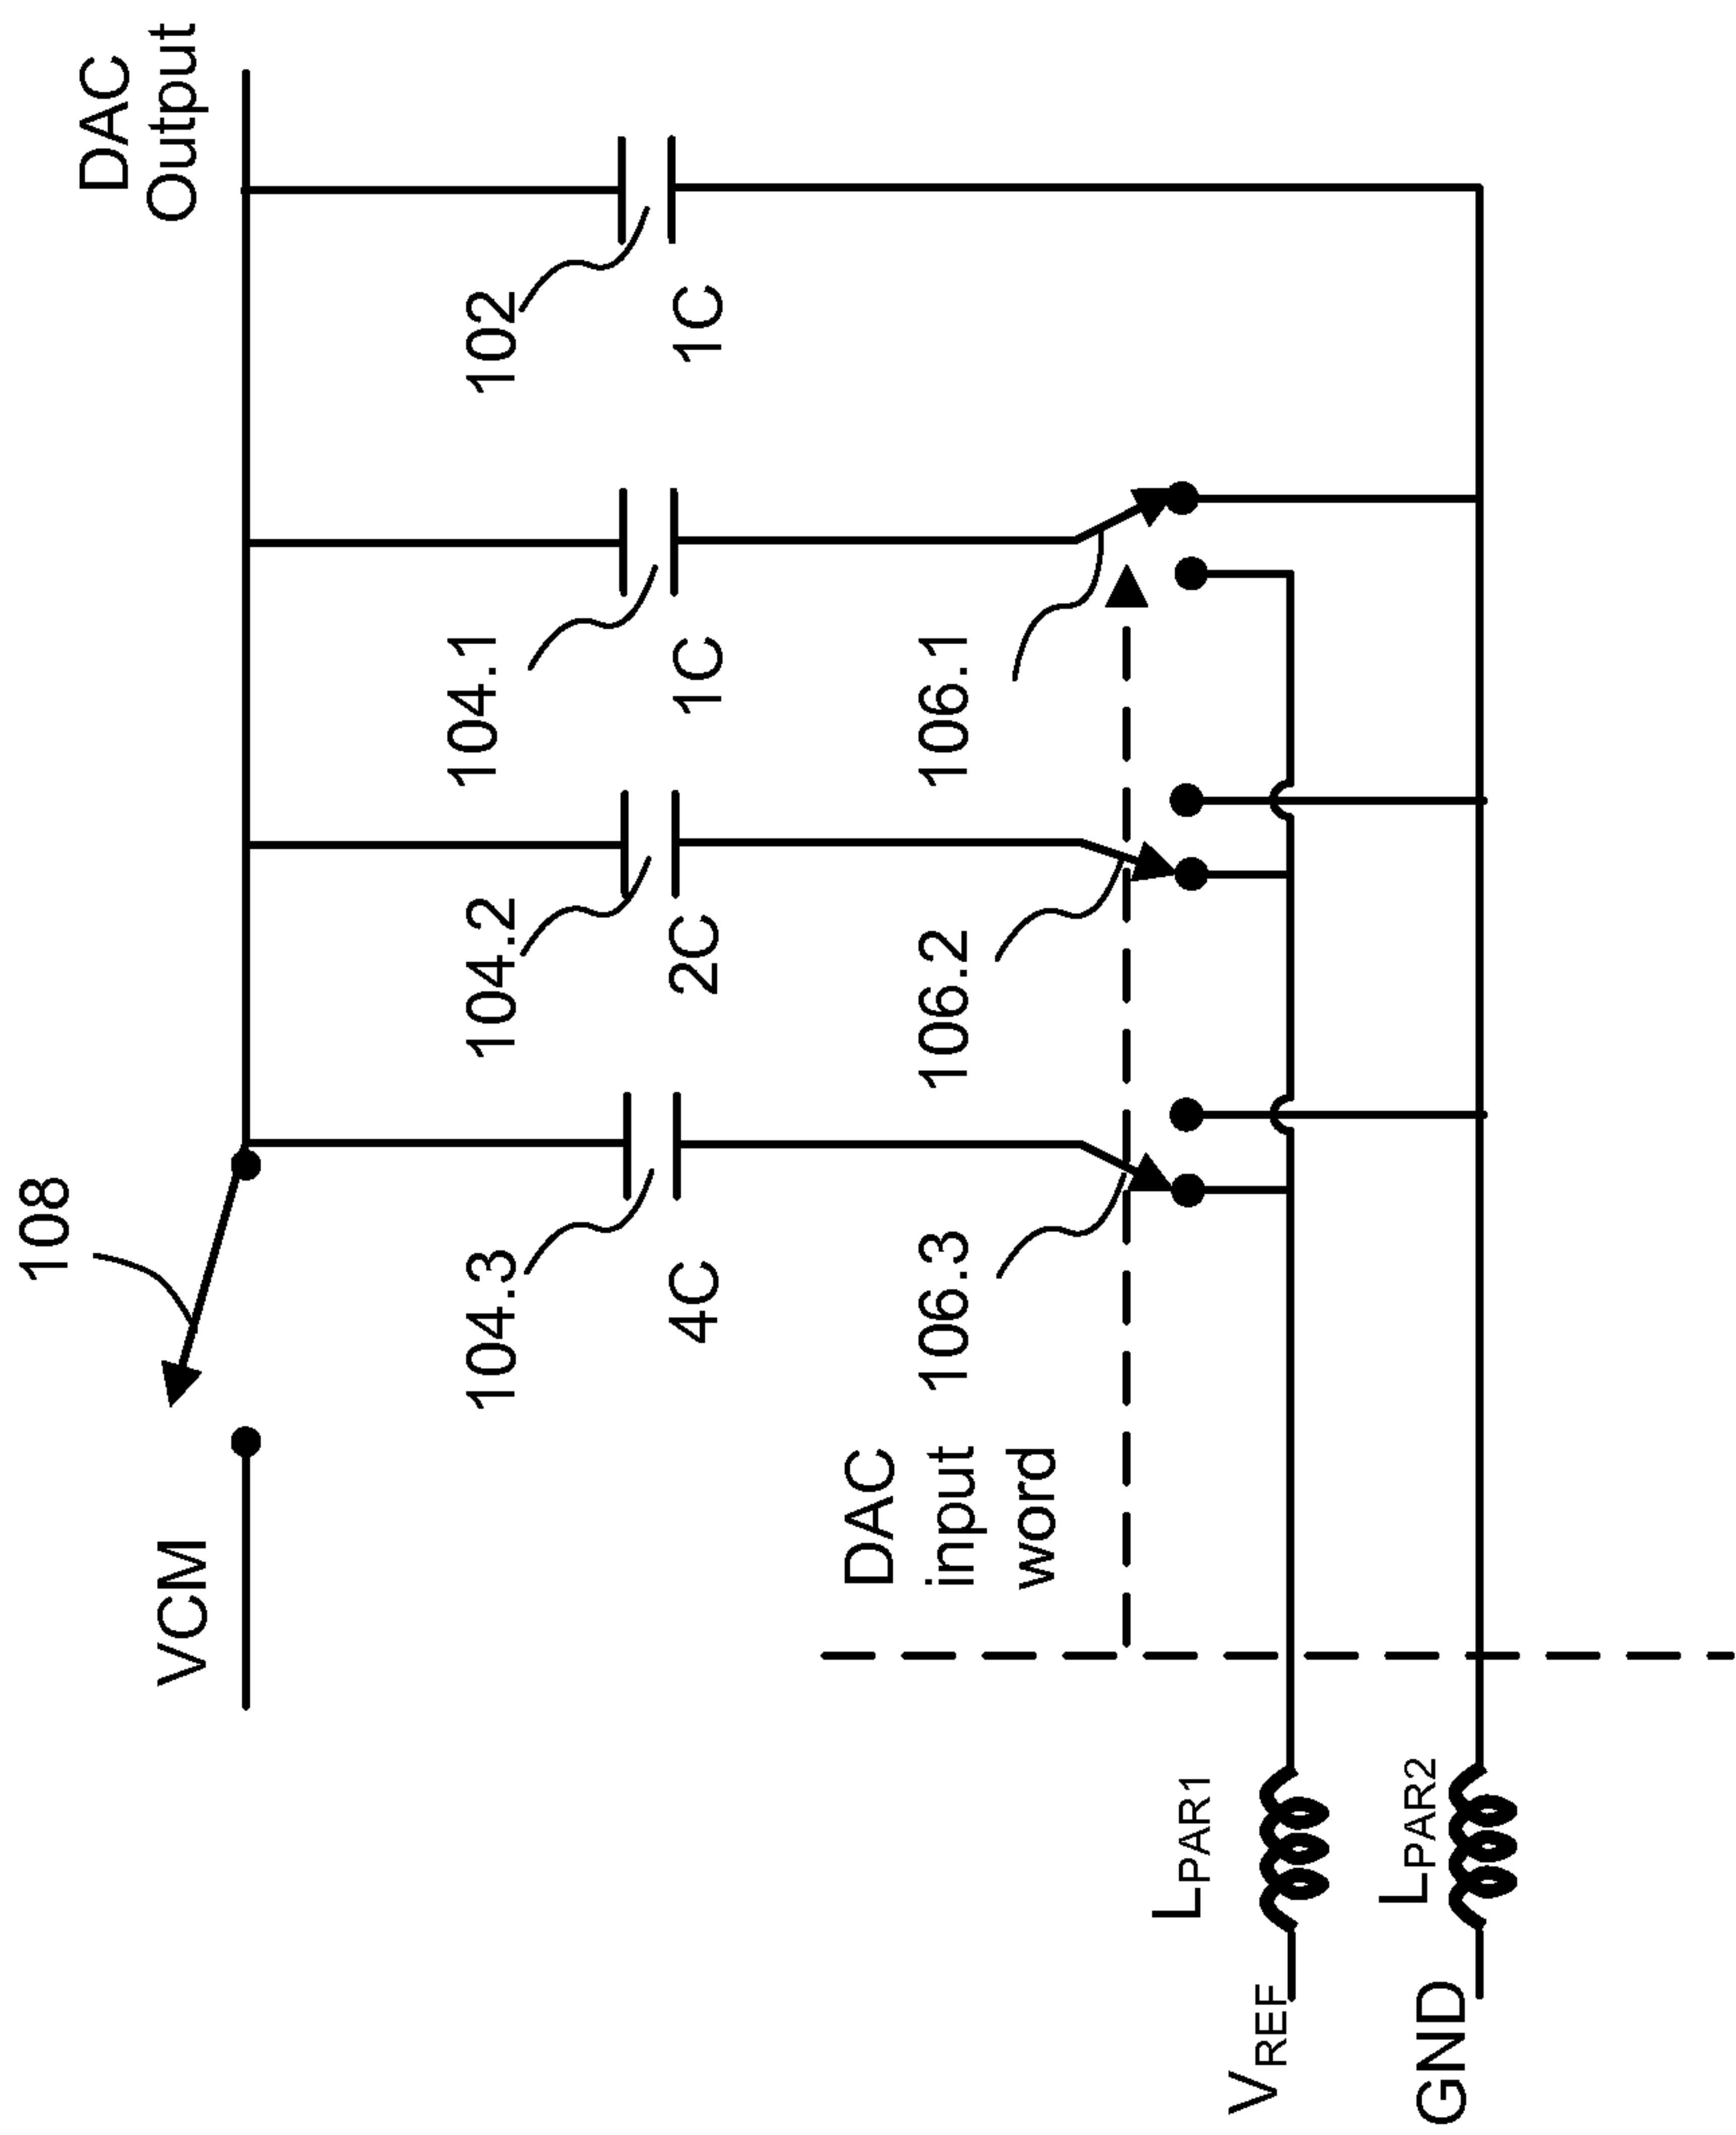 108
VCM
DAC
Output
104.3
104.2
104.1
102
4C
2C
1C
1C
DAC
input
word
106.3
106.2
106.1
LPAR1
VREF
LPAR2
GND